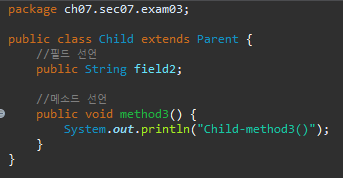 package ch07.sec07.exam03;
public class Child extends Parent {
//필드 선언
public String field2;
//메소드 선언
public void method3() {
System.out.println("Child-method3()");
}
}